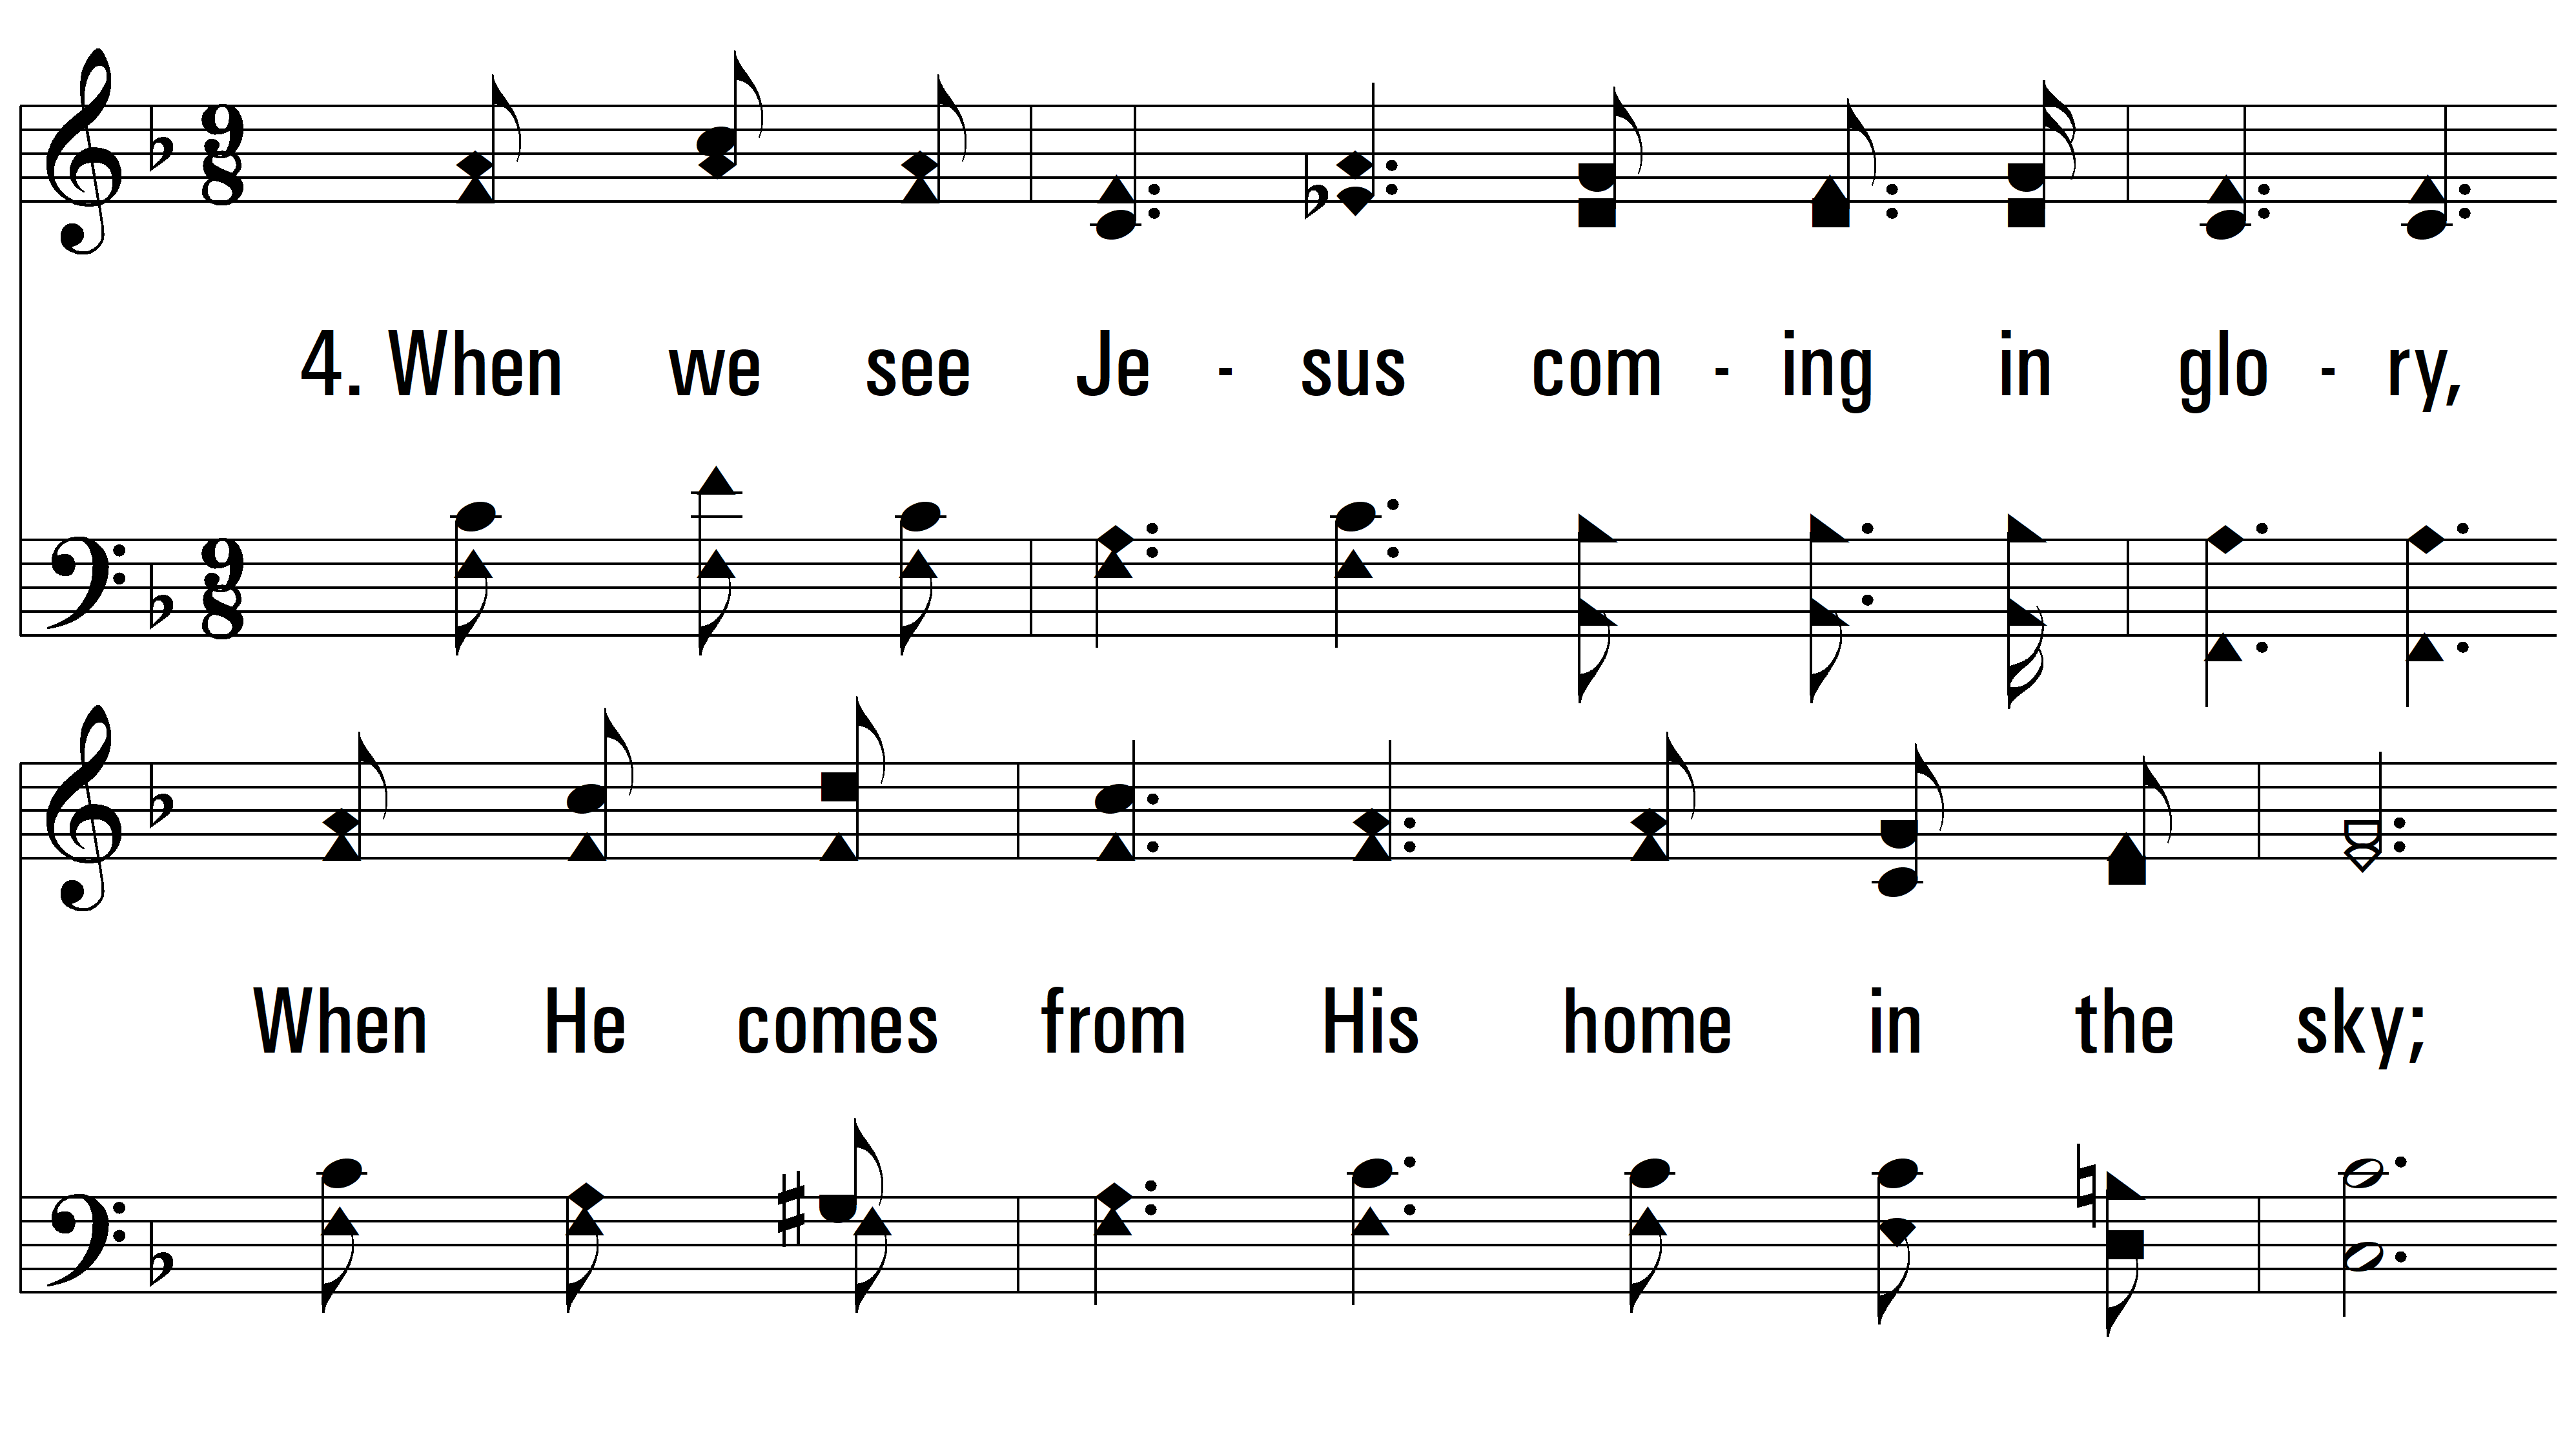 4. When we see Je - sus com - ing in glo - ry,
When He comes from His home in the sky;